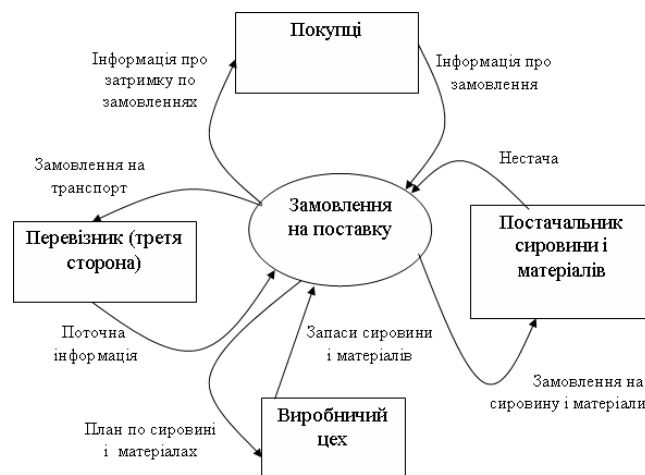 Покупці
Інформація про
затримку по
замовленнях
Інформація про
замовлення
Замовлення на
транспорт
Нестача
Замовлення
на поставку
Перевізник (третя
сторона)
Постачальник
сировини і
матеріалів
Поточна
інформація
Запаси сировини
і матеріалів
Замовлення на
сировину і матеріали
План по сировині
і матеріалах
Виробничий
цех